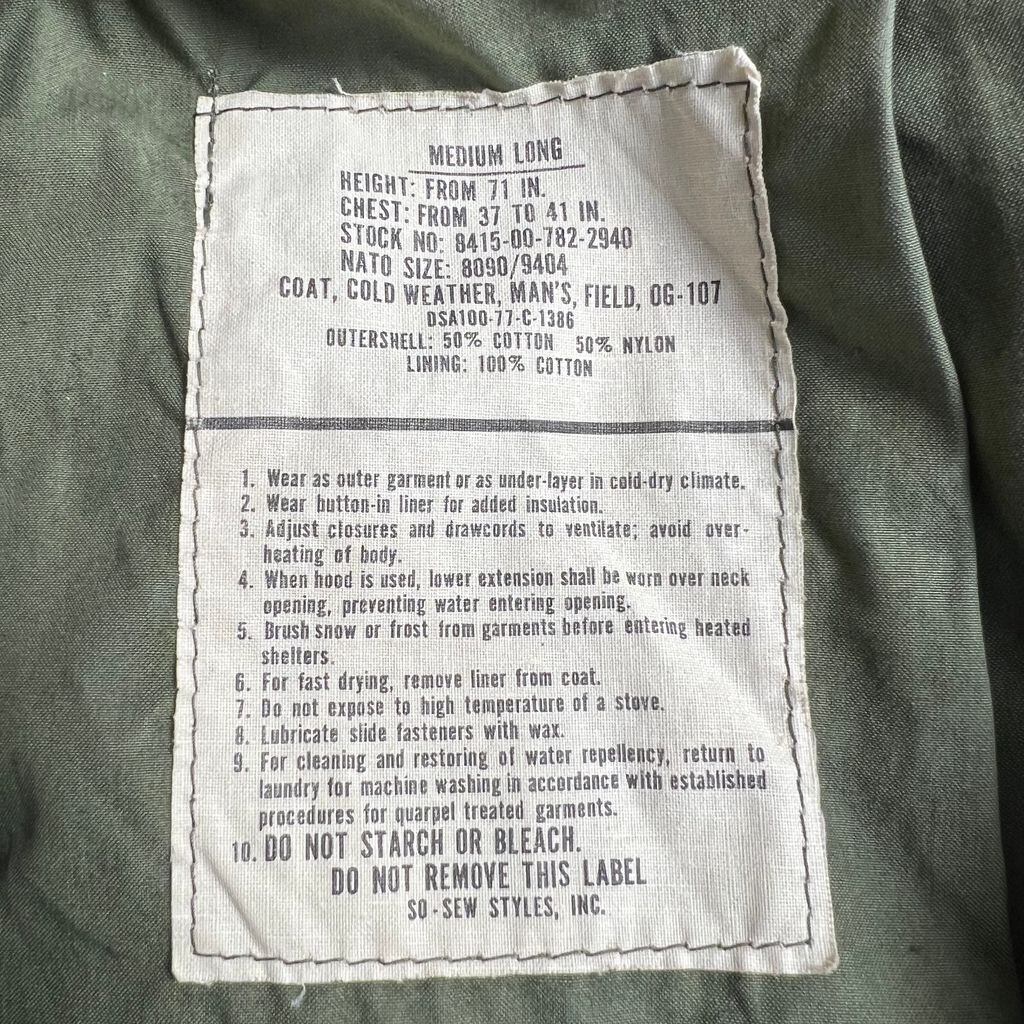 MEDIUM LONG
HEIGHT: FROM 71 IN.
CHEST: FROM 37 TO 41 IN.
STOCK NO: 8415-00-782-2940
NATO SIZE: 8090/9404
COAT, COLD WEATHER, MAN'S, FIELD, OG-107
DSA100-77-C-1386
OUTERSHELL: 50% COTTON 50% NYLON
LINING: 100% COTTON
1. Wear as outer garment or as under-layer in cold-dry climate.
2. Wear button-in liner for added insulation.
3. Adjust closures and drawcords to ventilate; avoid over-
heating of body.
4. When hood is used, lower extension shall be worn over neck
opening, preventing water entering opening.
5. Brush snow or frost from garments before entering heated
shelters.
6. For fast drying, remove liner from coat.
7. Do not expose to high temperature of a stove.
8. Lubricate slide fasteners with wax.
9. For cleaning and restoring of water repellency, return to
laundry for machine washing in accordance with established
procedures for quarpel treated garments.
10. DO NOT STARCH OR BLEACH.
DO NOT REMOVE THIS LABEL
SO-SEW STYLES, INC.